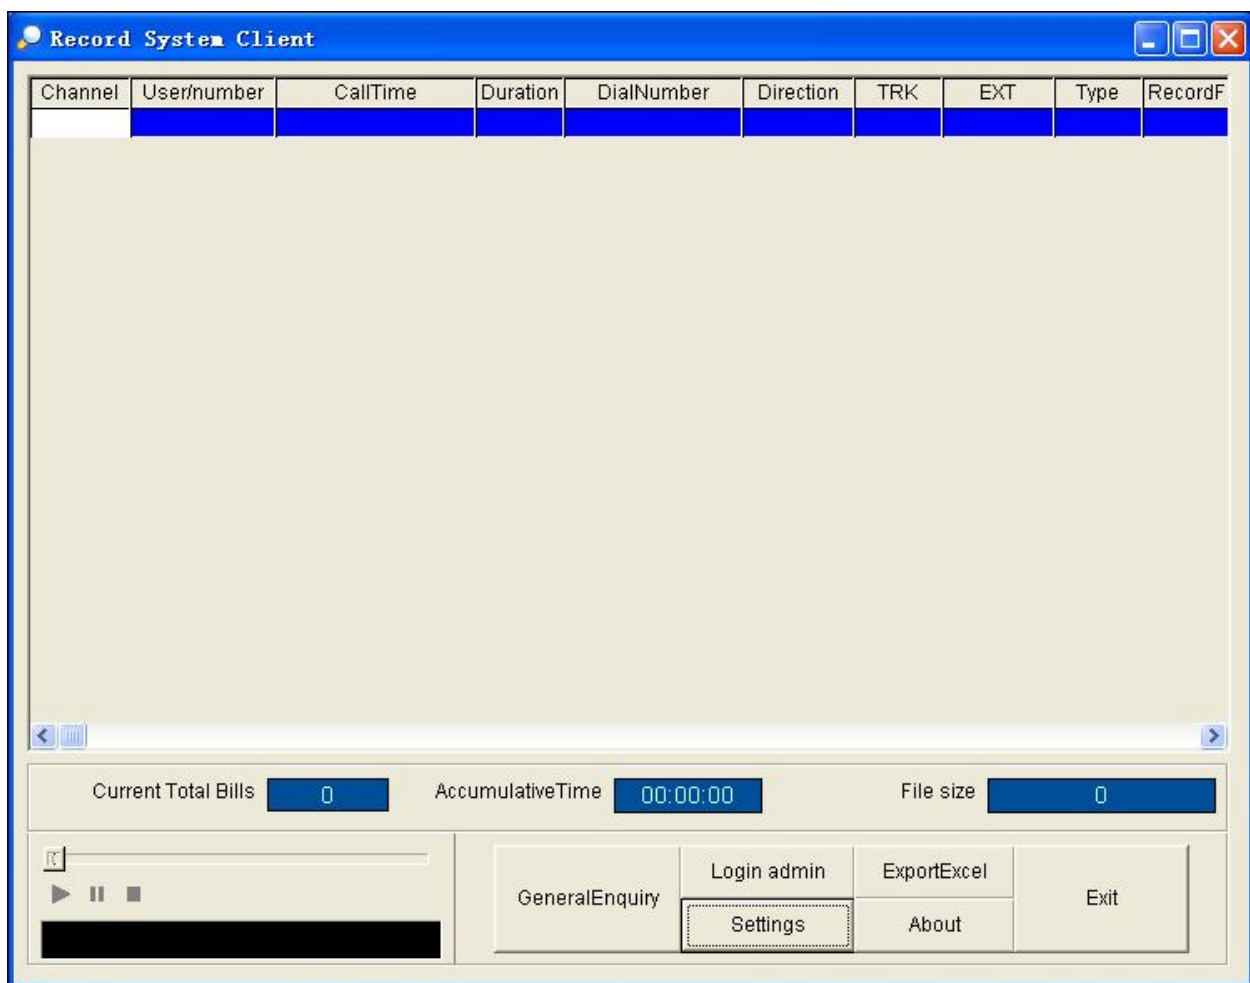 Record System Client
Channel User/number CallTime Duration DialNumber Direction TRK EXT Type RecordF
Current Total Bills 0 AccumulativeTime 00:00:00 File size 0
GeneralEnquiry Login admin ExportExcel Exit
Settings About